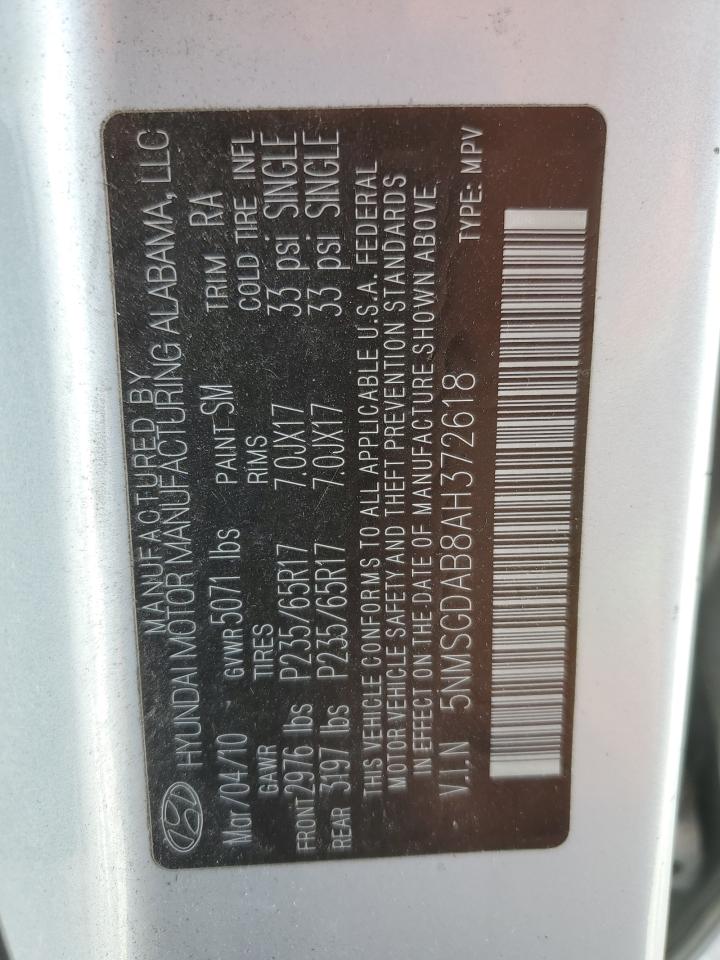 MANUFACTURED BY
HYUNDAI MOTOR MANUFACTURING ALABAMA, LLC
Mar/04/10 GVWR 5071 lbs PAINT SM TRIM RA
GAWR TIRES RIMS COLD TIRE INFL
FRONT 2976 lbs P235/65R17 7.0JX17 33 psi SINGLE
REAR 3197 lbs P235/65R17 7.0JX17 33 psi SINGLE
THIS VEHICLE CONFORMS TO ALL APPLICABLE U.S.A. FEDERAL
MOTOR VEHICLE SAFETY AND THEFT PREVENTION STANDARDS
IN EFFECT ON THE DATE OF MANUFACTURE SHOWN ABOVE.
V.I.N 5NMSGDAB8AH372618 TYPE: MPV